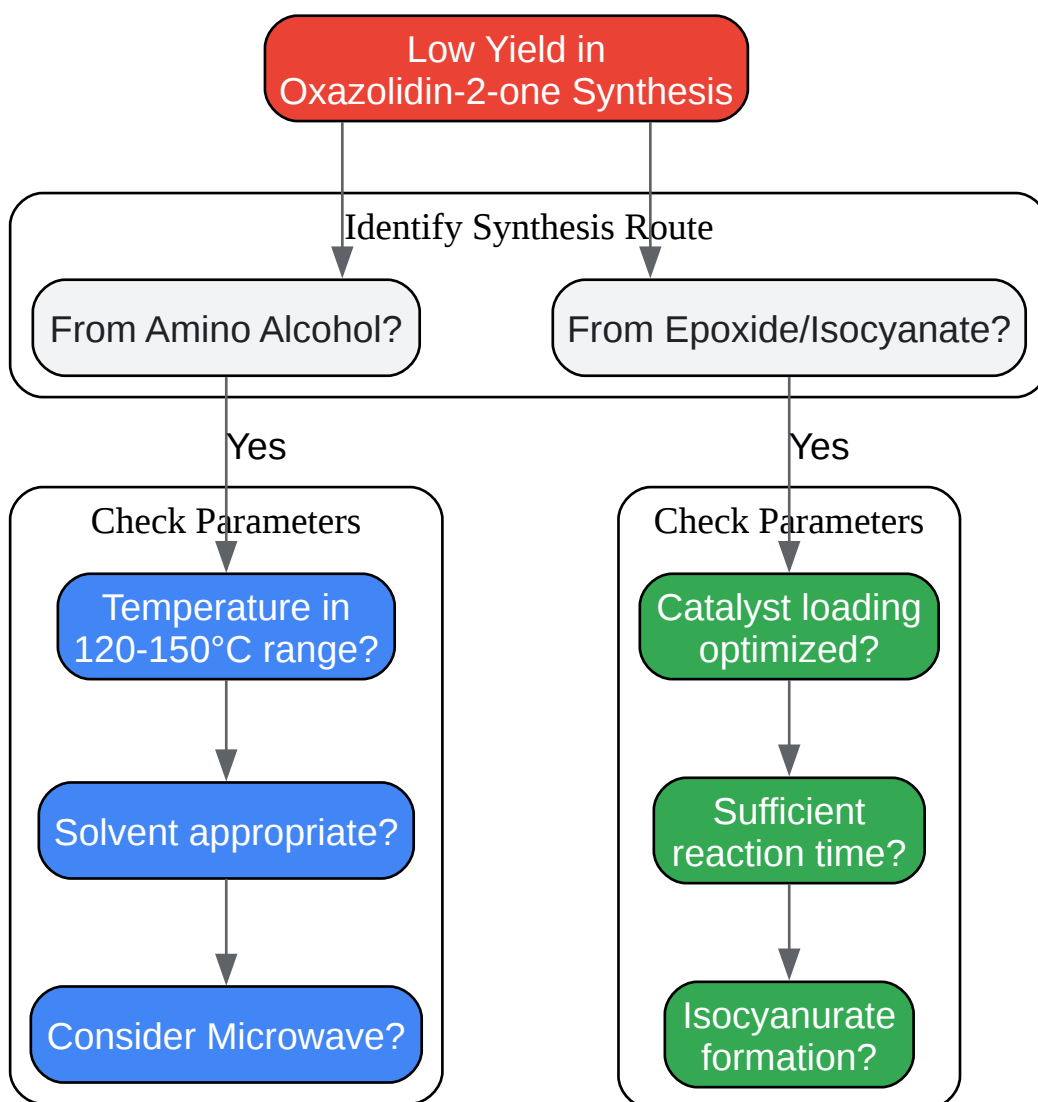 Low Yield in
Oxazolidin-2-one Synthesis
Identify Synthesis Route
From Amino Alcohol?
From Epoxide/Isocyanate?
Yes
Yes
Check Parameters
Temperature in
120-150°C range?
Solvent appropriate?
Consider Microwave?
Check Parameters
Catalyst loading
optimized?
Sufficient
reaction time?
Isocyanurate
formation?